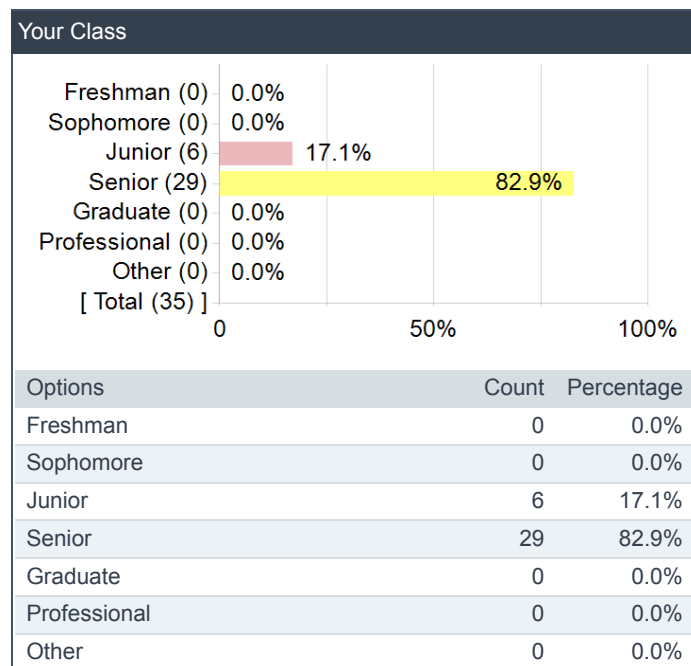 Your Class
Freshman (0) 0.0%
Sophomore (0) 0.0%
Junior (6) 17.1%
Senior (29) 82.9%
Graduate (0) 0.0%
Professional (0) 0.0%
Other (0) 0.0%
[ Total (35) ]
0 50% 100%
Options Count Percentage
Freshman 0 0.0%
Sophomore 0 0.0%
Junior 6 17.1%
Senior 29 82.9%
Graduate 0 0.0%
Professional 0 0.0%
Other 0 0.0%